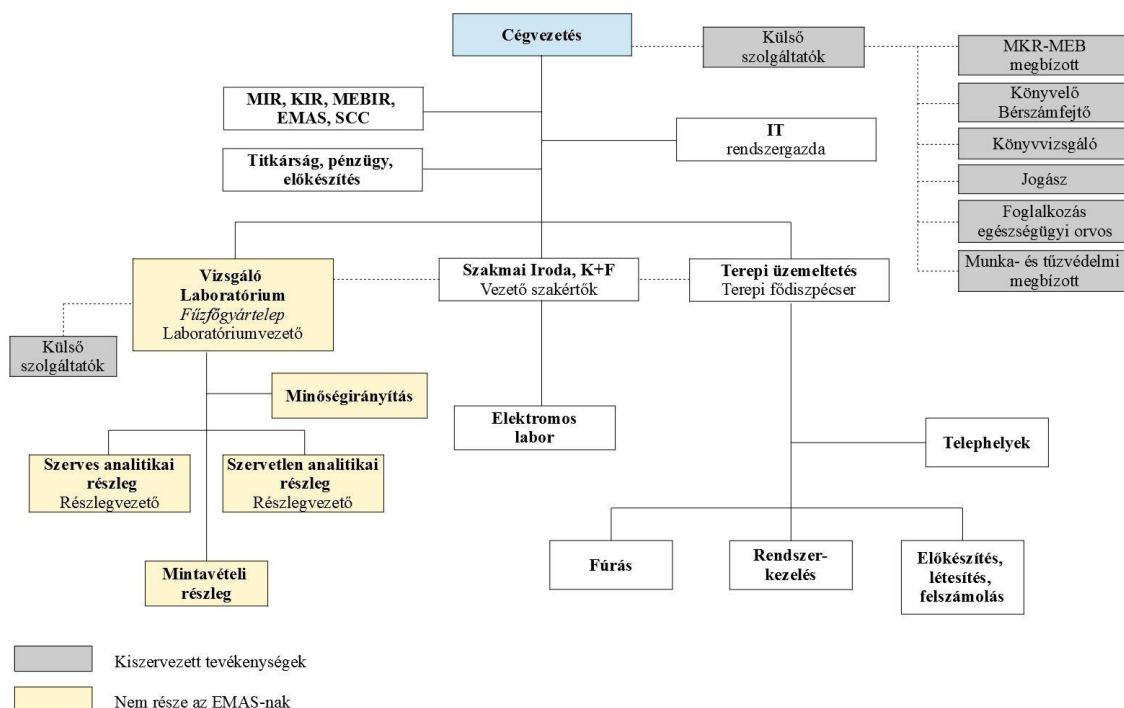 Cégvezetés
Külső
szolgáltatók
MKR-MEB
megbízott
Könyvelő
Bérszámfejtő
Könyvvizsgáló
Jogász
Foglalkozás
egészségügyi orvos
Munka- és tűzvédelmi
megbízott
MIR, KIR, MEBIR,
EMAS, SCC
IT
rendszergazda
Titkárság, pénzügy,
előkészítés
Vizsgáló
Laboratórium
Fűzfőgyártelep
Laboratóriumvezető
Szakmai Iroda, K+F
Vezető szakértők
Terepi üzemeltetés
Terepi fődiszpécser
Külső
szolgáltatók
Minőségirányítás
Elektromos
labor
Telephelyek
Szerves analitikai
részleg
Részlegvezető
Szervetlen analitikai
részleg
Részlegvezető
Mintavételi
részleg
Fúrás
Rendszer-
kezelés
Előkészítés,
létesítés,
felszámolás
Kiszervezett tevékenységek
Nem része az EMAS-nak